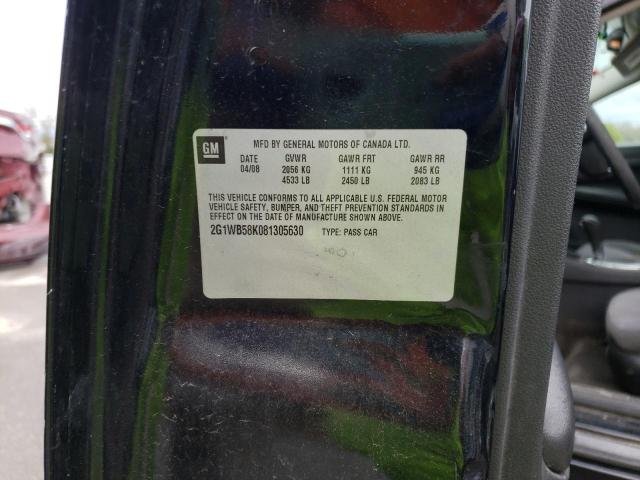 GM
MFD BY GENERAL MOTORS OF CANADA LTD.
DATE GVWR GAWR FRT GAWR RR
04/08 2056 KG 1111 KG 945 KG
4533 LB 2450 LB 2083 LB
THIS VEHICLE CONFORMS TO ALL APPLICABLE U.S. FEDERAL MOTOR
VEHICLE SAFETY, BUMPER, AND THEFT PREVENTION STANDARDS IN
EFFECT ON THE DATE OF MANUFACTURE SHOWN ABOVE.
2G1WB58K081305630 TYPE: PASS CAR